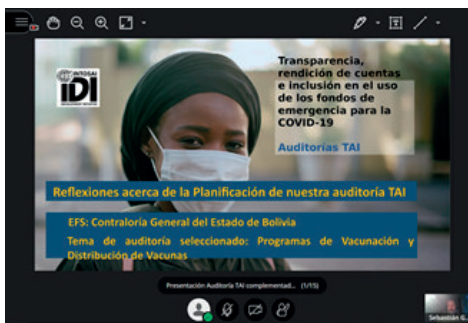 INTOSAI
IDI
Transparencia,
rendición de cuentas
e inclusión en el uso
de los fondos de
emergencia para la
COVID-19
Auditorías TAI
Reflexiones acerca de la Planificación de nuestra auditoría TAI
EFS: Contraloría General del Estado de Bolivia
Tema de auditoría seleccionado: Programas de Vacunación y
Distribución de Vacunas
Presentación Auditoría TAI complementad... (1/15)
Sebastián G...